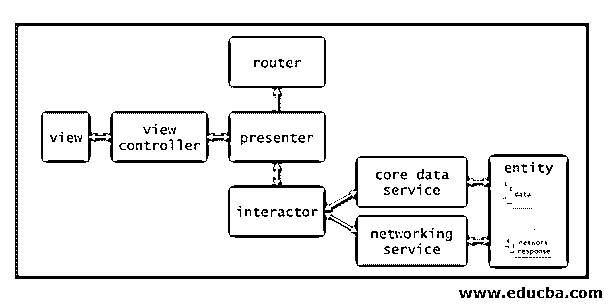 router
view
view
controller
presenter
interactor
core data
service
networking
service
entity
data
network
response
www.educba.com